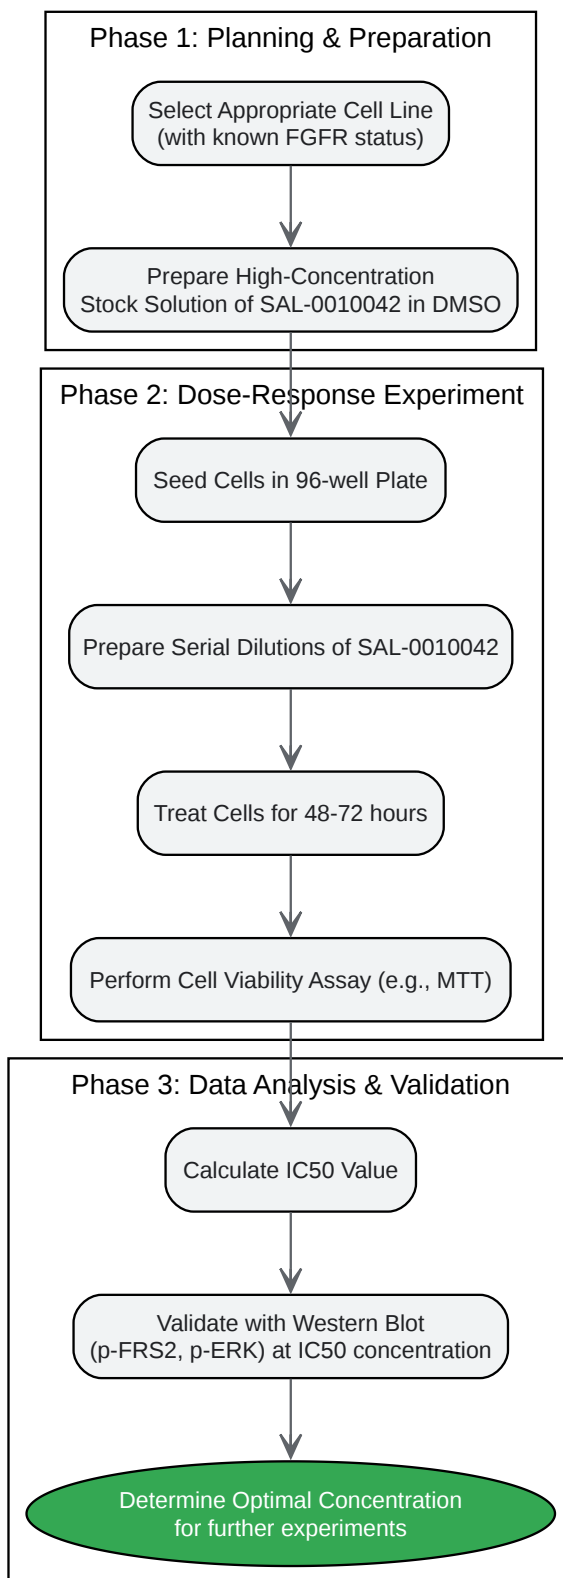 Phase 1: Planning & Preparation
Select Appropriate Cell Line
(with known FGFR status)
Prepare High-Concentration
Stock Solution of SAL-0010042 in DMSO
Phase 2: Dose-Response Experiment
Seed Cells in 96-well Plate
Prepare Serial Dilutions of SAL-0010042
Treat Cells for 48-72 hours
Perform Cell Viability Assay (e.g., MTT)
Phase 3: Data Analysis & Validation
Calculate IC50 Value
Validate with Western Blot
(p-FRS2, p-ERK) at IC50 concentration
Determine Optimal Concentration
for further experiments